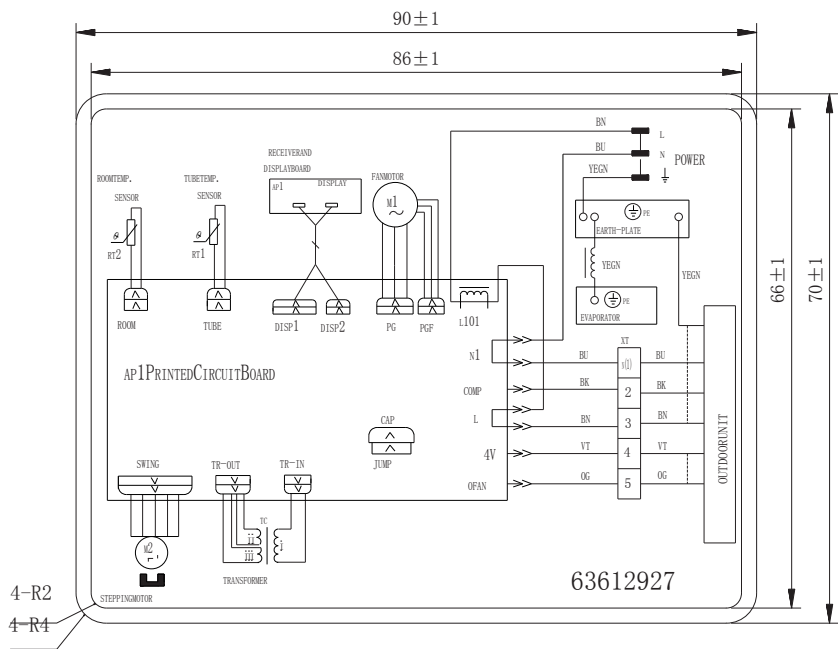 90±1
86±1
BN
L
BU
N
POWER
YEGN
RECEIVERAND
DISPLAYBOARD
AP1
DISPLAY
FANMOTOR
M1
ROOMTEMP.
SENSOR
TUBETEMP.
SENSOR
θ
RT2
θ
RT1
PE
EARTH-PLATE
YEGN
YEGN
PE
EVAPORATOR
66±1
70±1
ROOM
TUBE
DISP1
DISP2
PG
PGF
L101
XT
N1
BU
N(1)
BU
AP1PRINTEDCIRCUITBOARD
COMP
BK
2
BK
L
BN
3
BN
CAP
JUMP
4V
VT
4
VT
OFAN
OG
5
OG
OUTDOORUNIT
SWING
TR-OUT
TR-IN
M2
TC
ii
iii
i
TRANSFORMER
STEPPINGMOTOR
63612927
4-R2
4-R4